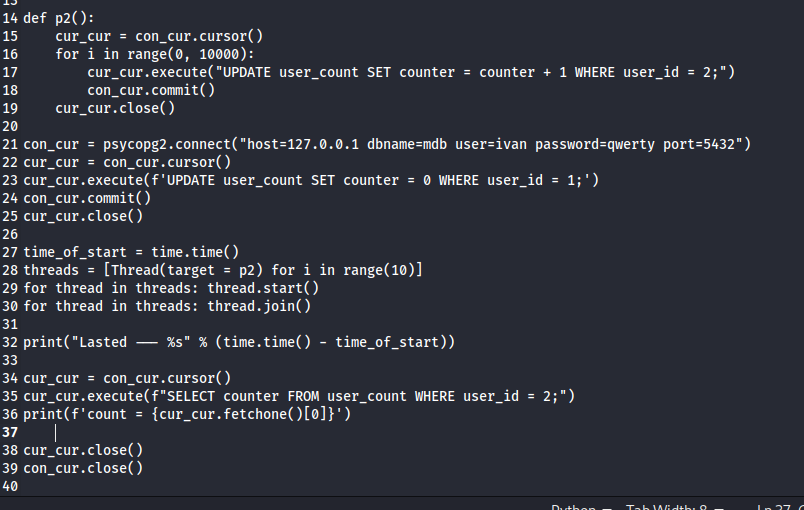 13
14 def p2():
15     cur_cur = con_cur.cursor()
16     for i in range(0, 10000):
17         cur_cur.execute("UPDATE user_count SET counter = counter + 1 WHERE user_id = 2;")
18         con_cur.commit()
19     cur_cur.close()
20
21 con_cur = psycopg2.connect("host=127.0.0.1 dbname=mdb user=ivan password=qwerty port=5432")
22 cur_cur = con_cur.cursor()
23 cur_cur.execute(f'UPDATE user_count SET counter = 0 WHERE user_id = 1;')
24 con_cur.commit()
25 cur_cur.close()
26
27 time_of_start = time.time()
28 threads = [Thread(target = p2) for i in range(10)]
29 for thread in threads: thread.start()
30 for thread in threads: thread.join()
31
32 print("Lasted --- %s" % (time.time() - time_of_start))
33
34 cur_cur = con_cur.cursor()
35 cur_cur.execute(f"SELECT counter FROM user_count WHERE user_id = 2;")
36 print(f'count = {cur_cur.fetchone()[0]}')
37
38 cur_cur.close()
39 con_cur.close()
40
Python Tab Width: 8 Ln 37,